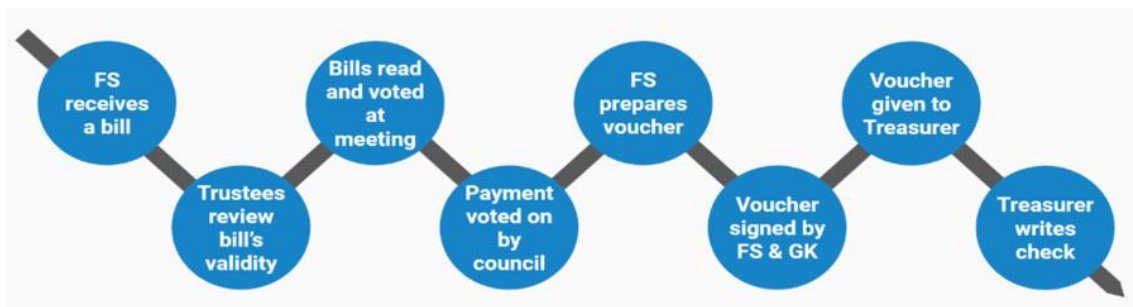 FS
receives
a bill
Trustees
review
bill's
validity
Bills read
and voted
at
meeting
Payment
voted on
by
council
FS
prepares
voucher
Voucher
signed by
FS & GK
Voucher
given to
Treasurer
Treasurer
writes
check